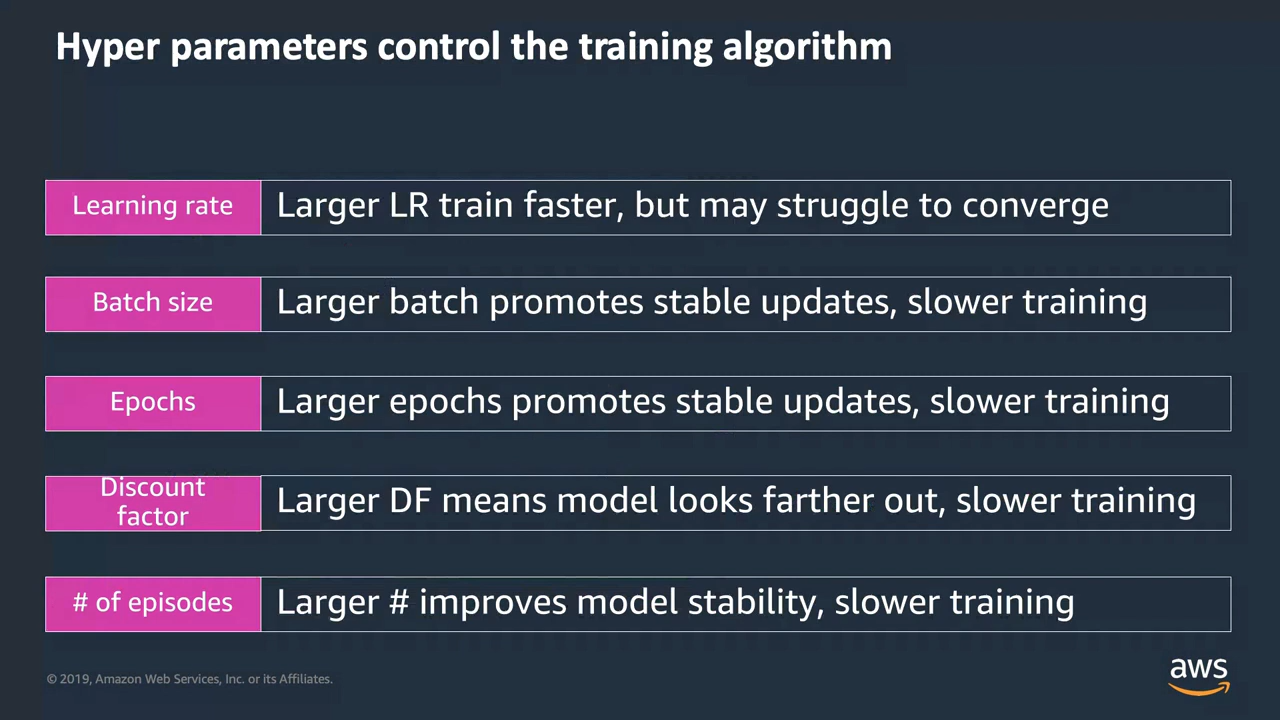 Hyper parameters control the training algorithm
Learning rate
Larger LR train faster, but may struggle to converge
Batch size
Larger batch promotes stable updates, slower training
Epochs
Larger epochs promotes stable updates, slower training
Discount
factor
Larger DF means model looks farther out, slower training
# of episodes
Larger # improves model stability, slower training
© 2019, Amazon Web Services, Inc. or its Affiliates.
aws